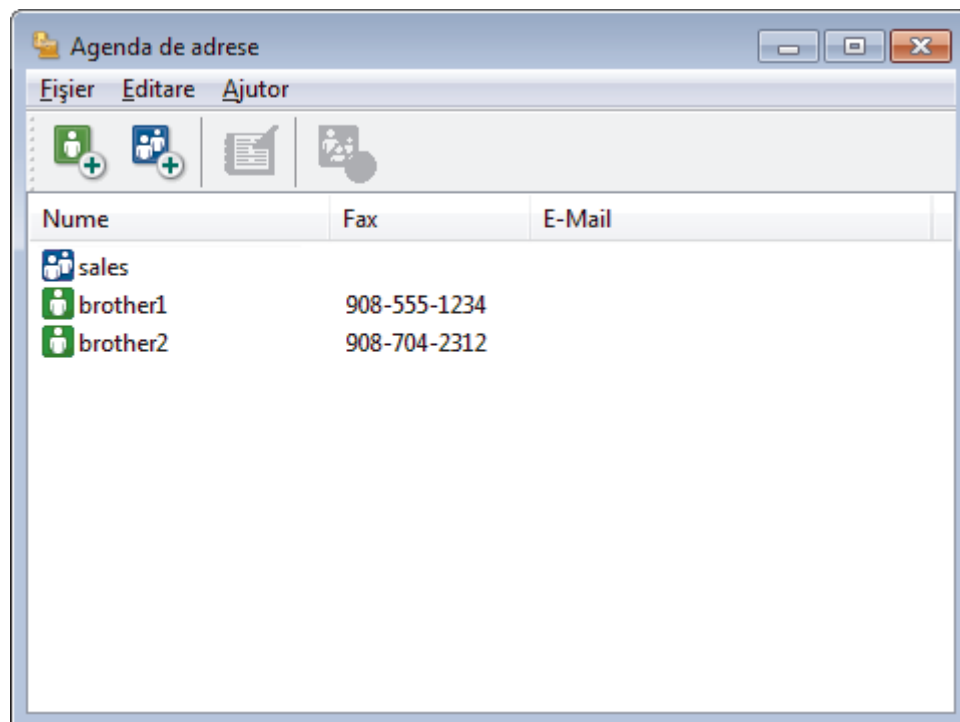 Agenda de adrese
Fişier Editare Ajutor
Nume Fax E-Mail
sales
brother1 908-555-1234
brother2 908-704-2312